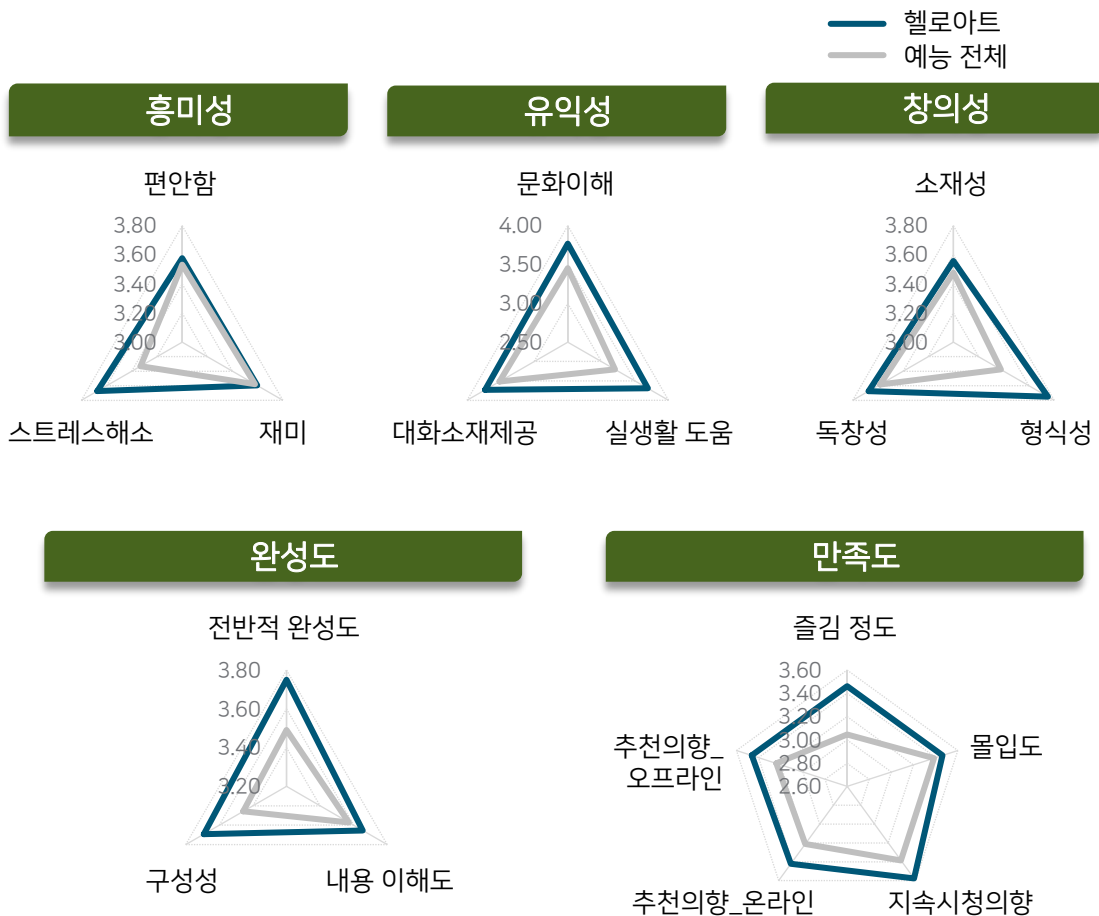 헬로아트
예능 전체
흥미성
유익성
창의성
편안함
3.80
3.60
3.40
3.20
3.00
스트레스해소
재미
문화이해
4.00
3.50
3.00
2.50
대화소재제공
실생활 도움
소재성
3.80
3.60
3.40
3.20
3.00
독창성
형식성
완성도
만족도
전반적 완성도
3.80
3.60
3.40
3.20
구성성
내용 이해도
즐김 정도
3.60
3.40
3.20
3.00
2.80
2.60
추천의향_
오프라인
몰입도
추천의향_온라인
지속시청의향